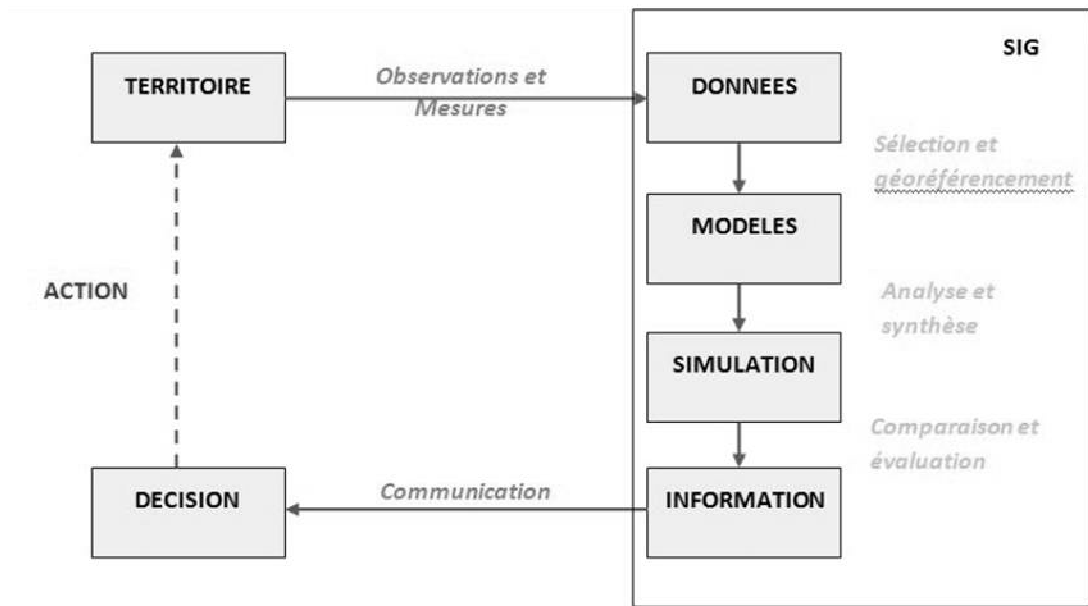 SIG
TERRITOIRE
Observations et
Mesures
DONNEES
Sélection et
géoréférencement
MODELES
ACTION
Analyse et
synthèse
SIMULATION
Comparaison et
évaluation
DÉCISION
Communication
INFORMATION